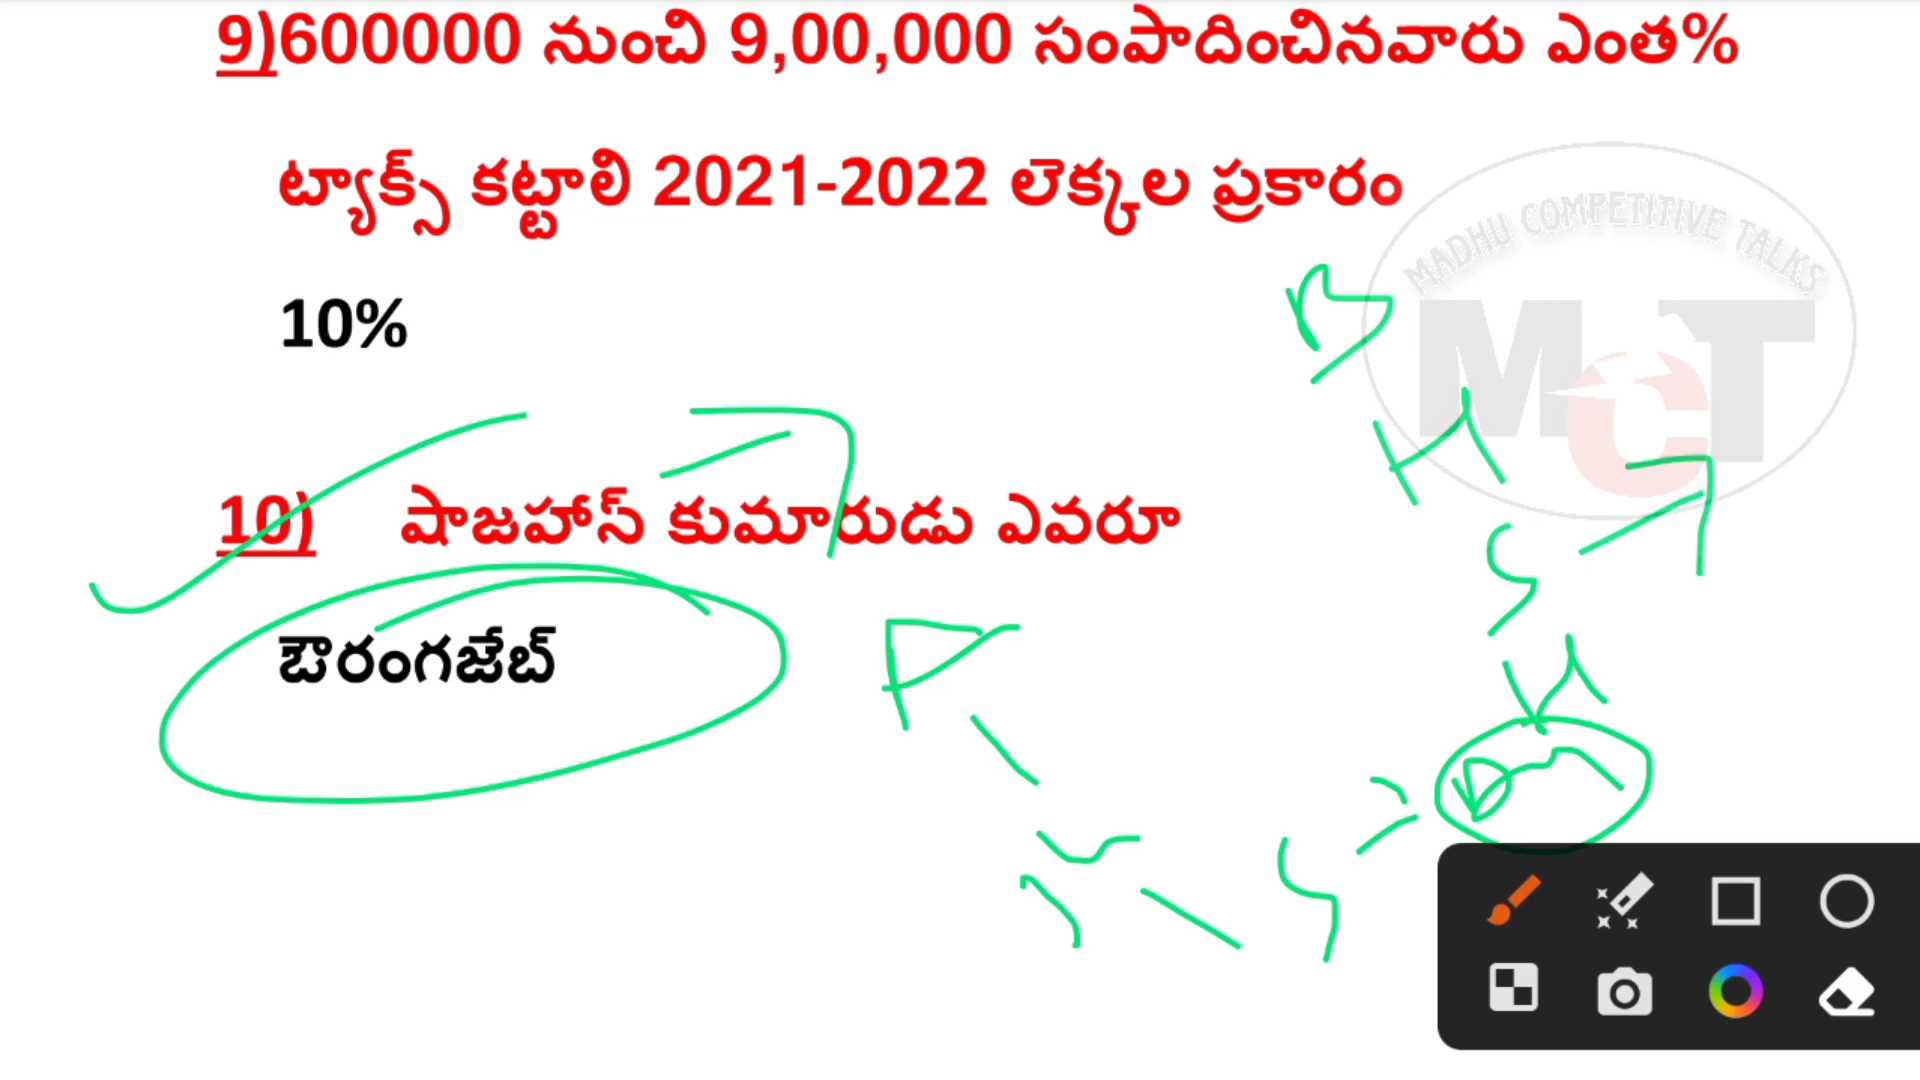 9)600000 నుంచి 9,00,000 సంపాదించినవారు ఎంత%
ట్యాక్స్ కట్టాలి 2021-2022 లెక్కల ప్రకారం
10%
MADHU COMPETITIVE TALKS
MCT
10) షాజహాన్ కుమారుడు ఎవరూ
ఔరంగజేబ్